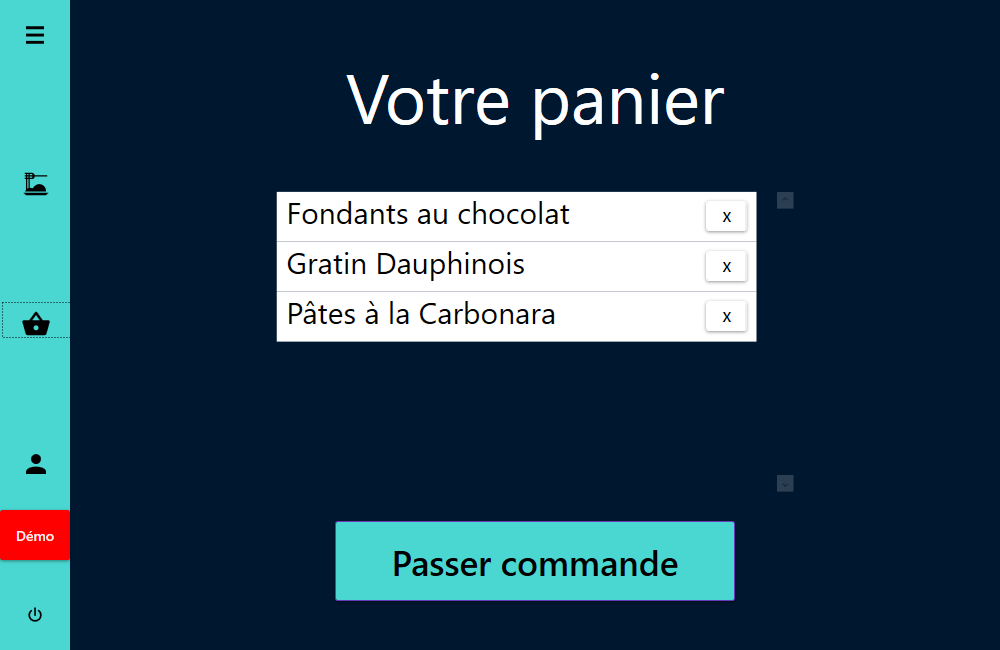 Votre panier
Fondants au chocolat x
Gratin Dauphinois x
Pâtes à la Carbonara x
Démo
Passer commande